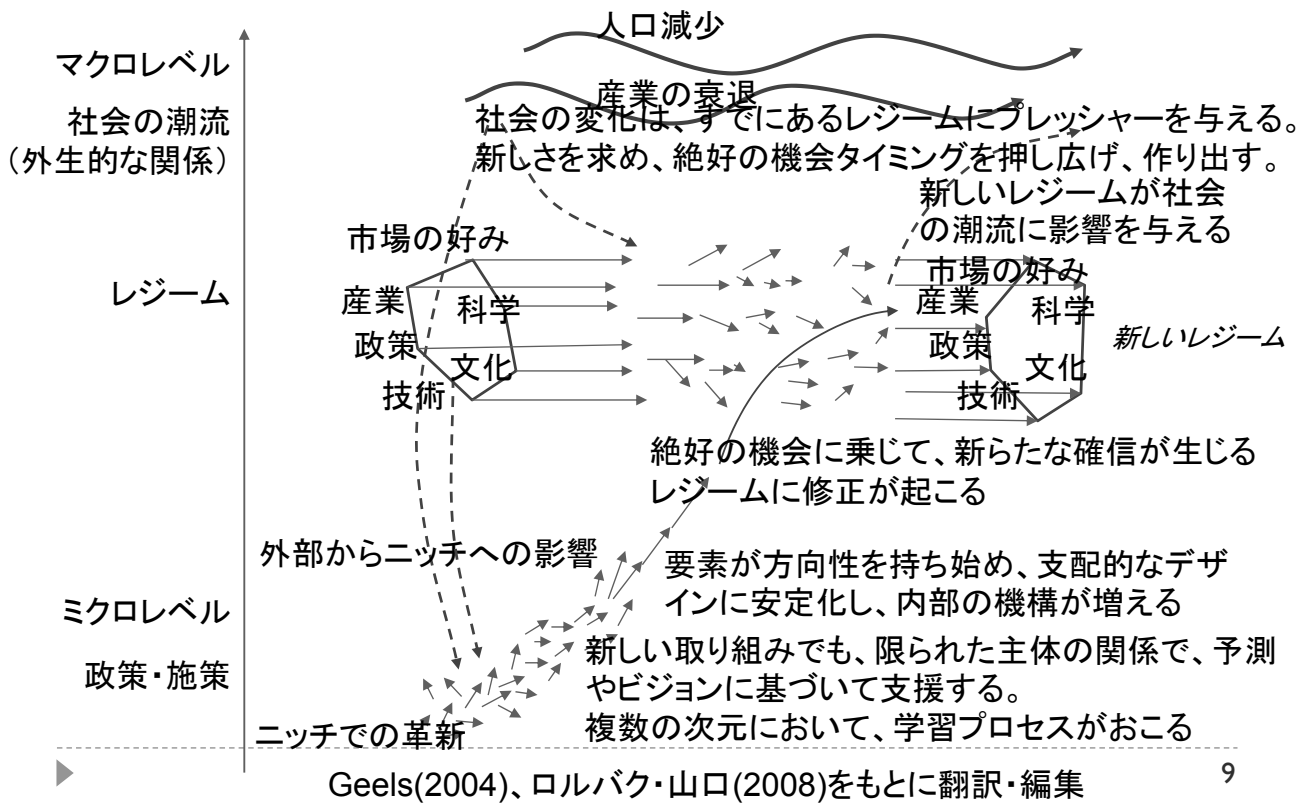 人口減少
マクロレベル
産業の衰退
社会の潮流
(外生的な関係)
社会の変化は、すでにあるレジームにプレッシャーを与える。
新しさを求め、絶好の機会タイミングを押し広げ、作り出す。
新しいレジームが社会
の潮流に影響を与える
レジーム
市場の好み
産業
科学
政策
文化
技術
市場の好み
産業
科学
政策
文化
技術
新しいレジーム
絶好の機会に乗じて、新らたな確信が生じる
レジームに修正が起こる
外部からニッチへの影響
要素が方向性を持ち始め、支配的なデザ
インに安定化し、内部の機構が増える
ミクロレベル
政策・施策
新しい取り組みでも、限られた主体の関係で、予測
やビジョンに基づいて支援する。
複数の次元において、学習プロセスがおこる
ニッチでの革新
Geels(2004)、ロルバク・山口(2008)をもとに翻訳・編集
9